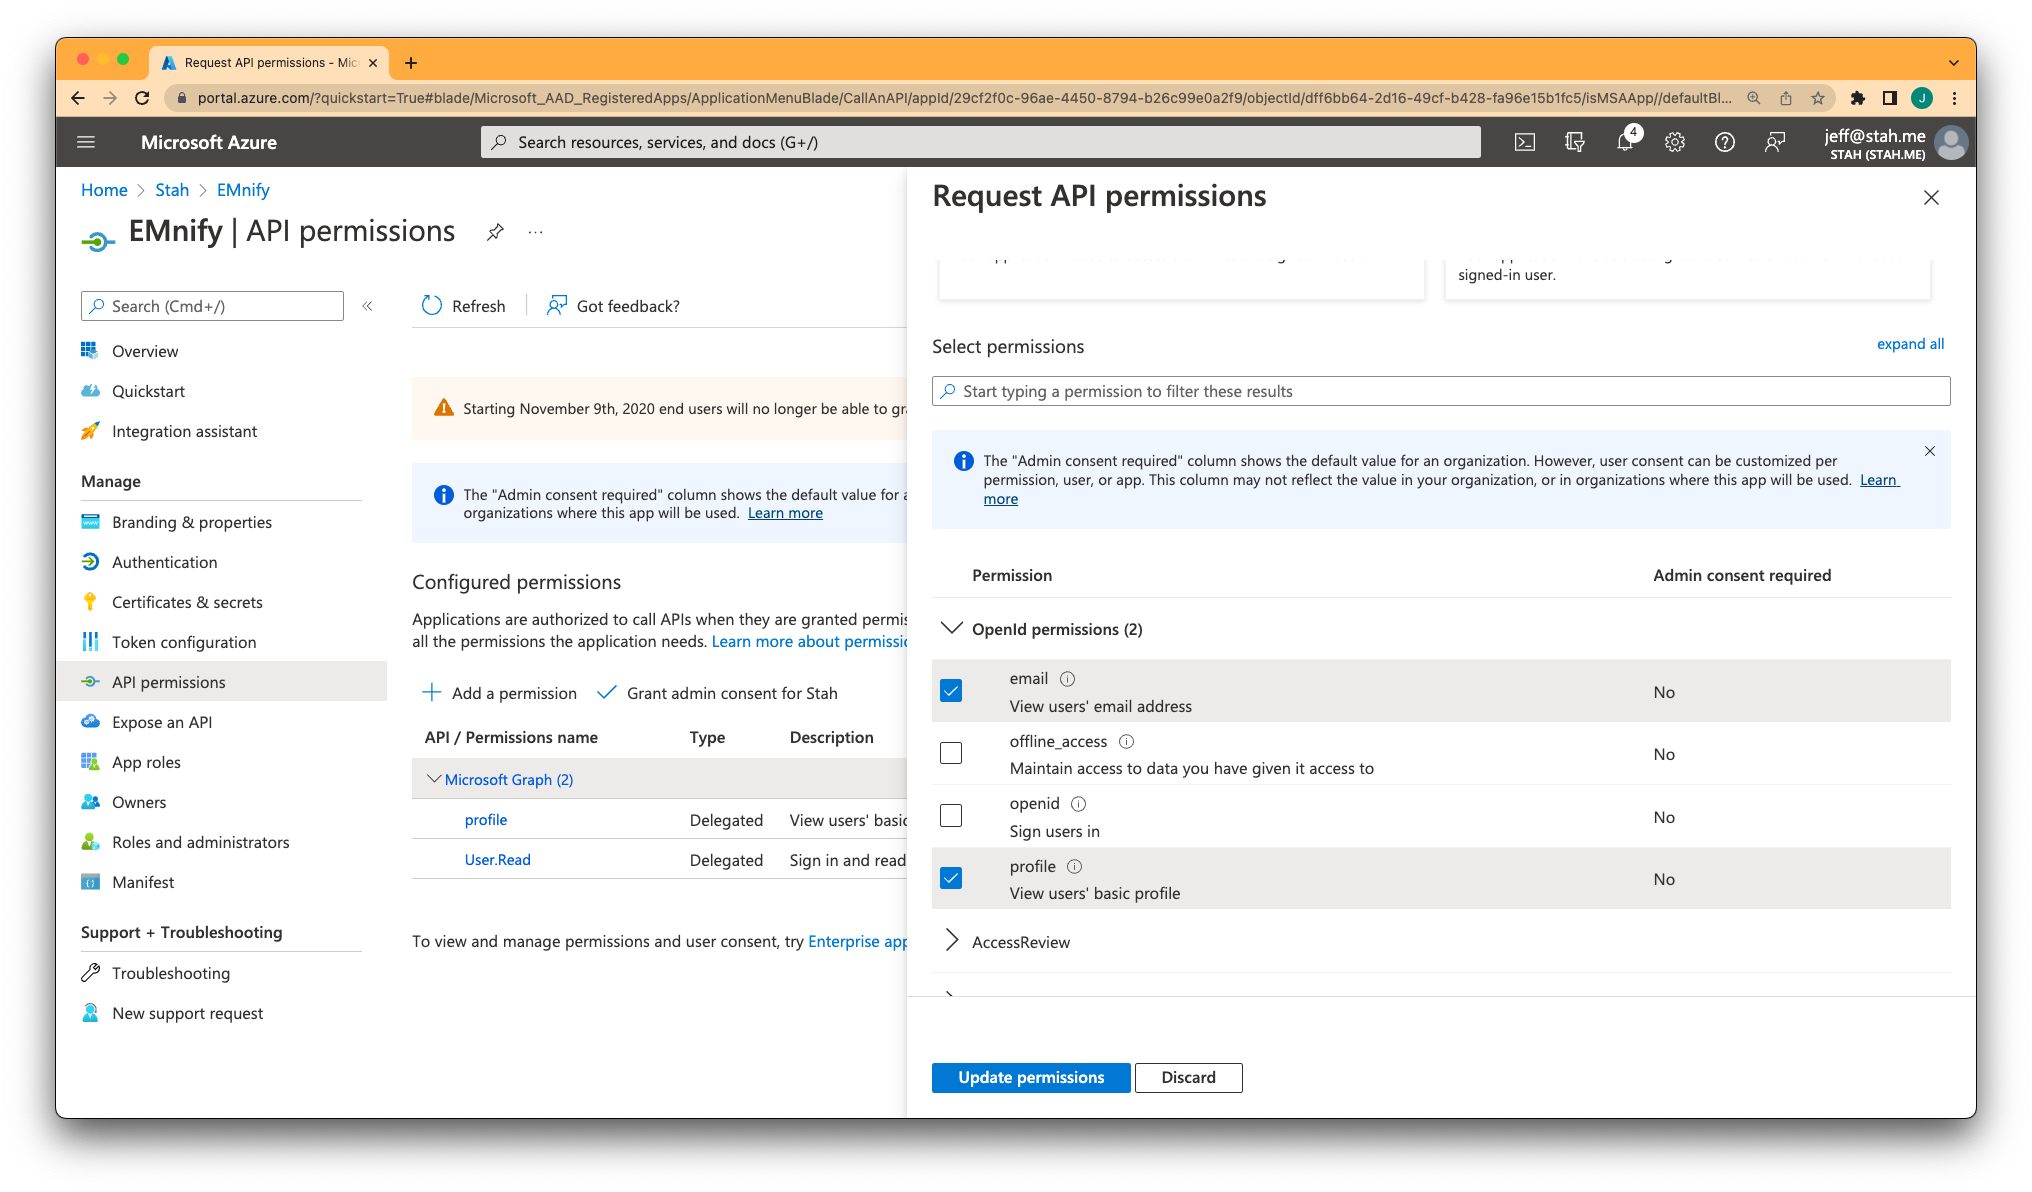 Request API permissions - Mic
portal.azure.com/?quickstart=True#blade/Microsoft_AAD_RegisteredApps/ApplicationMenuBlade/CallAnAPI/appId/29cf2f0c-96ae-4450-8794-b26c99e0a2f9/objectId/dff6bb64-2d16-49cf-b428-fa96e15b1fc5/isMSAApp//defaultBl...
J
Microsoft Azure
Search resources, services, and docs (G+/)
4
jeff@stah.me
STAH (STAH.ME)
Home > Stah > EMnify
EMnify | API permissions
...
Search (Cmd+/)
«
Overview
Quickstart
Integration assistant
Manage
Branding & properties
Authentication
Certificates & secrets
Token configuration
API permissions
Expose an API
App roles
Owners
Roles and administrators
Manifest
Support + Troubleshooting
Troubleshooting
New support request
Refresh
Got feedback?
Starting November 9th, 2020 end users will no longer be able to gr
The "Admin consent required" column shows the default value for a
organizations where this app will be used. Learn more
Configured permissions
Applications are authorized to call APIs when they are granted permis
all the permissions the application needs. Learn more about permissio
Add a permission
Grant admin consent for Stah
API / Permissions name Type Description
Microsoft Graph (2)
profile Delegated View users' basic
User.Read Delegated Sign in and read
To view and manage permissions and user consent, try Enterprise app
Request API permissions
signed-in user.
Select permissions
expand all
Start typing a permission to filter these results
The "Admin consent required" column shows the default value for an organization. However, user consent can be customized per
permission, user, or app. This column may not reflect the value in your organization, or in organizations where this app will be used. Learn
more
Permission Admin consent required
OpenId permissions (2)
email
View users' email address
No
offline_access
Maintain access to data you have given it access to
No
openid
Sign users in
No
profile
View users' basic profile
No
AccessReview
Update permissions
Discard